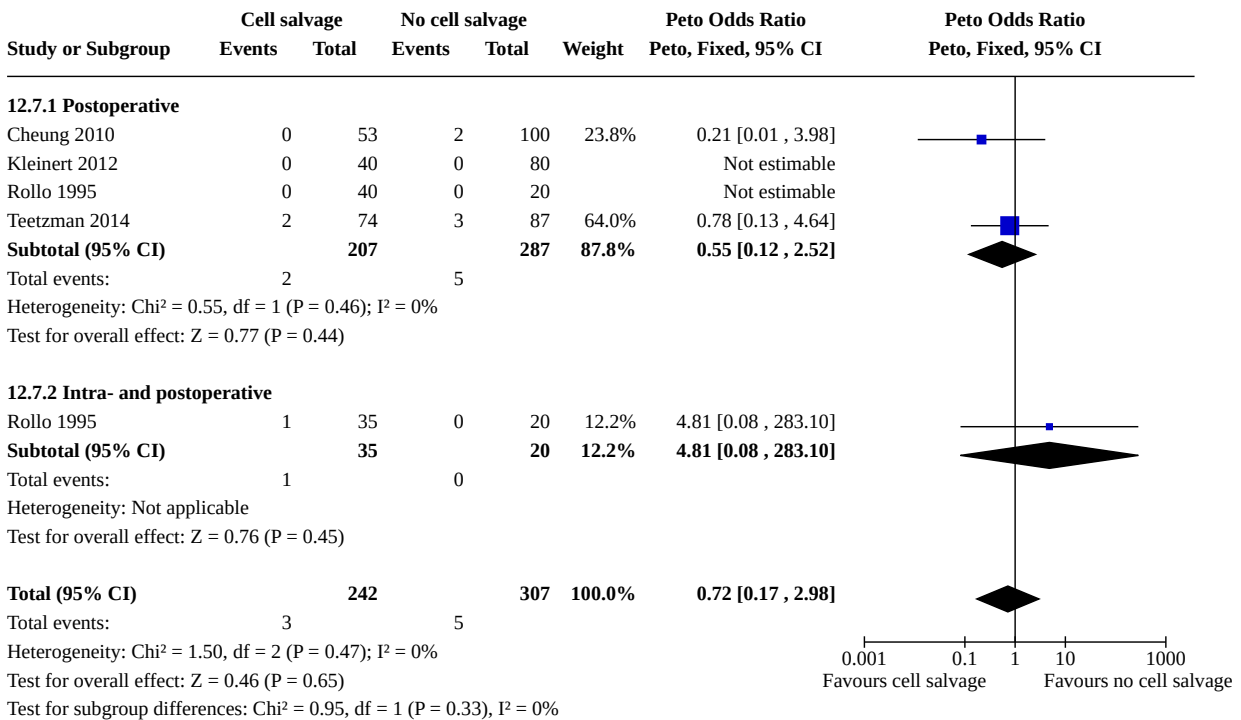 Cell salvage No cell salvage Peto Odds Ratio Peto Odds Ratio
Study or Subgroup Events Total Events Total Weight Peto, Fixed, 95% CI Peto, Fixed, 95% CI
12.7.1 Postoperative
Cheung 2010 0 53 2 100 23.8% 0.21 [0.01 , 3.98]
Kleinert 2012 0 40 0 80 Not estimable
Rollo 1995 0 40 0 20 Not estimable
Teetzman 2014 2 74 3 87 64.0% 0.78 [0.13 , 4.64]
Subtotal (95% CI) 207 287 87.8% 0.55 [0.12 , 2.52]
Total events: 2 5
Heterogeneity: Chi² = 0.55, df = 1 (P = 0.46); I² = 0%
Test for overall effect: Z = 0.77 (P = 0.44)
12.7.2 Intra- and postoperative
Rollo 1995 1 35 0 20 12.2% 4.81 [0.08 , 283.10]
Subtotal (95% CI) 35 20 12.2% 4.81 [0.08 , 283.10]
Total events: 1 0
Heterogeneity: Not applicable
Test for overall effect: Z = 0.76 (P = 0.45)
Total (95% CI) 242 307 100.0% 0.72 [0.17 , 2.98]
Total events: 3 5
Heterogeneity: Chi² = 1.50, df = 2 (P = 0.47); I² = 0%
0.001 0.1 1 10 1000
Test for overall effect: Z = 0.46 (P = 0.65) Favours cell salvage Favours no cell salvage
Test for subgroup differences: Chi² = 0.95, df = 1 (P = 0.33), I² = 0%